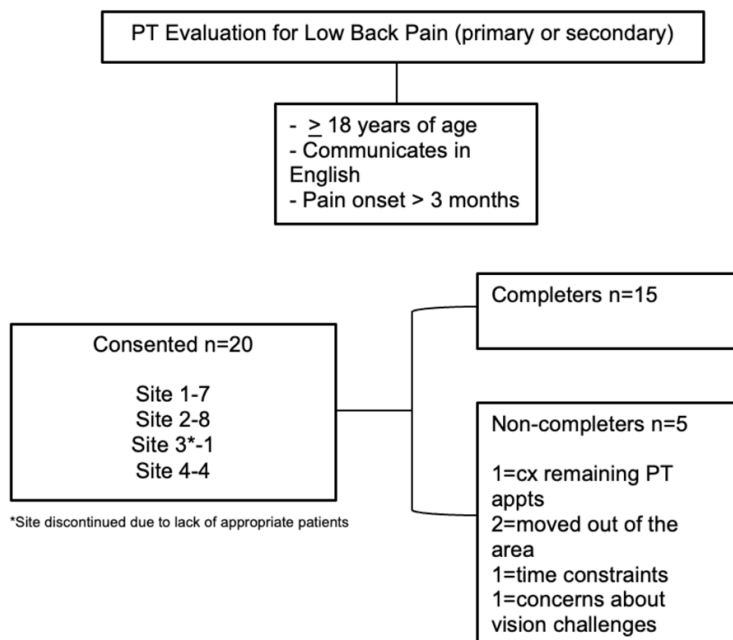 PT Evaluation for Low Back Pain (primary or secondary)
- ≥ 18 years of age
- Communicates in
English
- Pain onset > 3 months
Completers n=15
Consented n=20
Site 1-7
Site 2-8
Site 3*-1
Site 4-4
*Site discontinued due to lack of appropriate patients
Non-completers n=5
1=cx remaining PT
appts
2=moved out of the
area
1=time constraints
1=concerns about
vision challenges